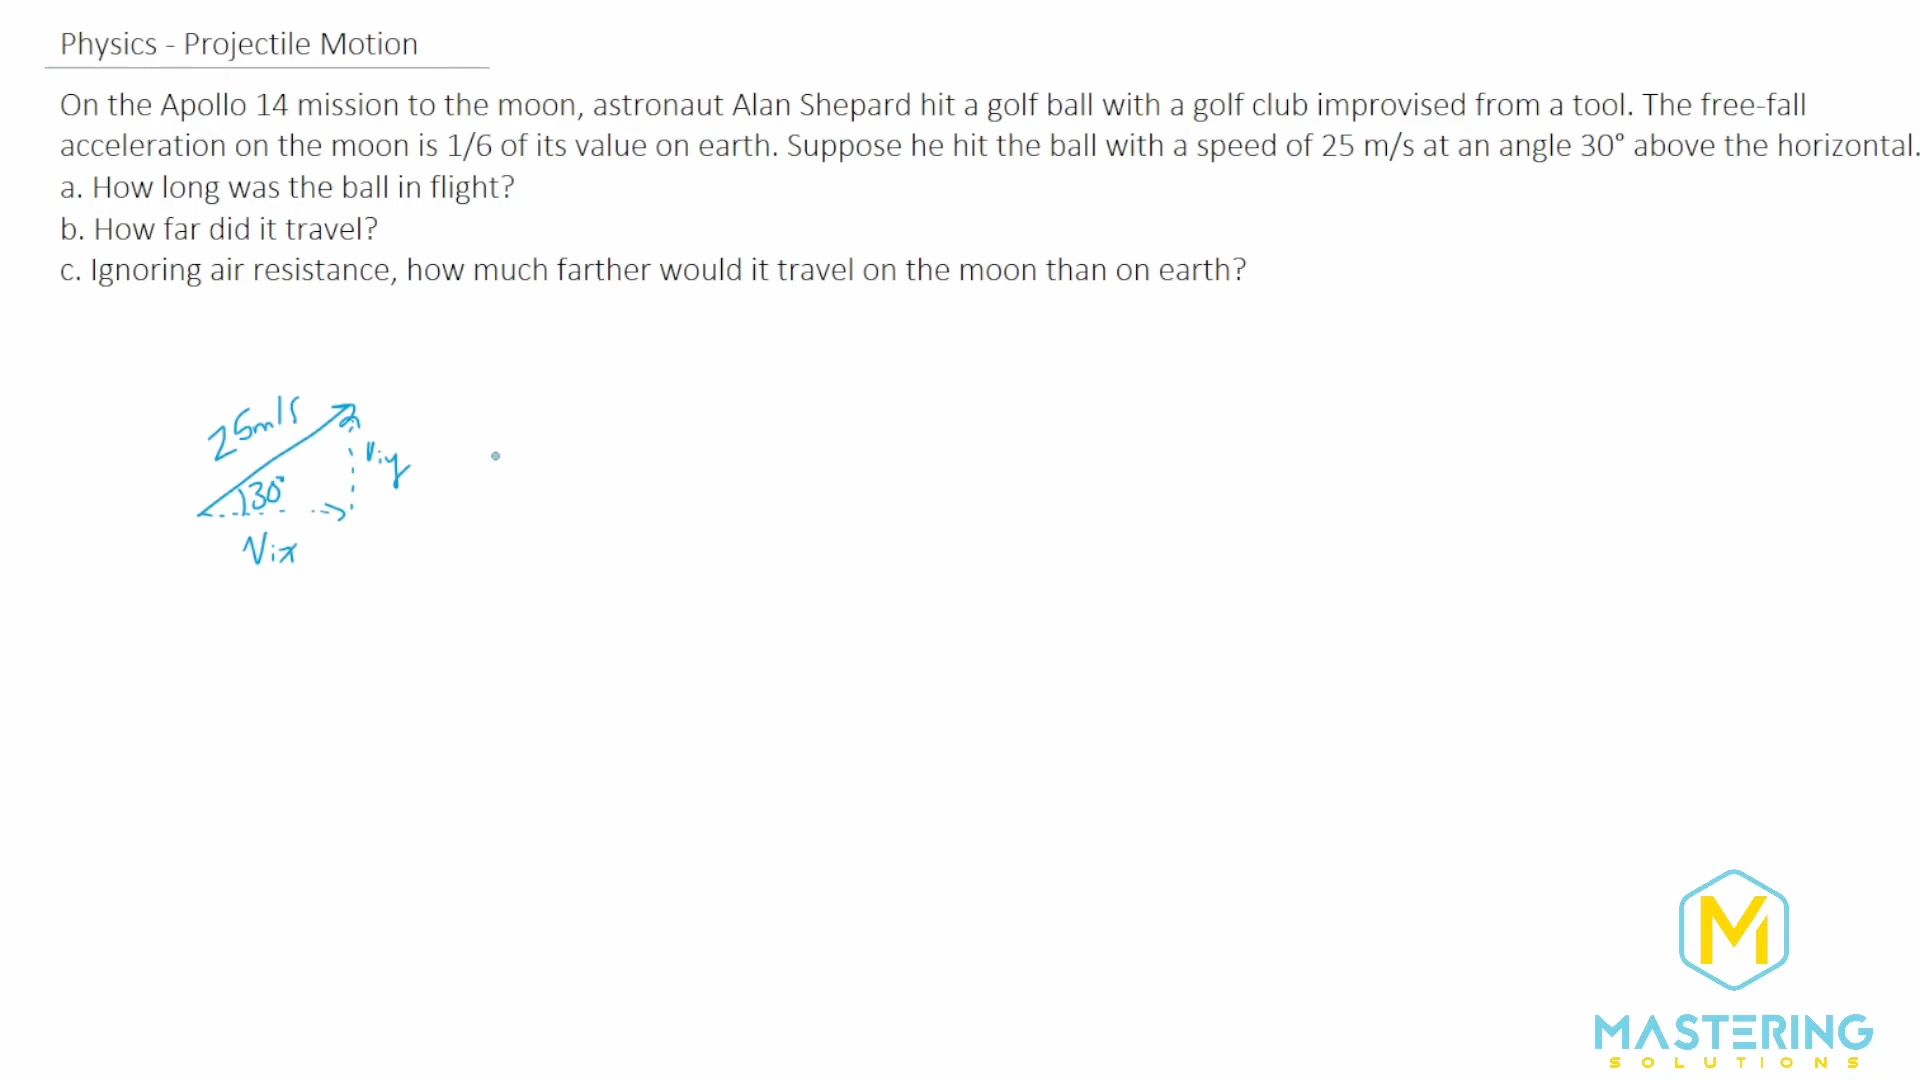 Physics - Projectile Motion
On the Apollo 14 mission to the moon, astronaut Alan Shepard hit a golf ball with a golf club improvised from a tool. The free-fall
acceleration on the moon is 1/6 of its value on earth. Suppose he hit the ball with a speed of 25 m/s at an angle 30° above the horizontal.
a. How long was the ball in flight?
b. How far did it travel?
c. Ignoring air resistance, how much farther would it travel on the moon than on earth?
25m/s
Viy
30°
Vix
MASTERING
SOLUTIONS